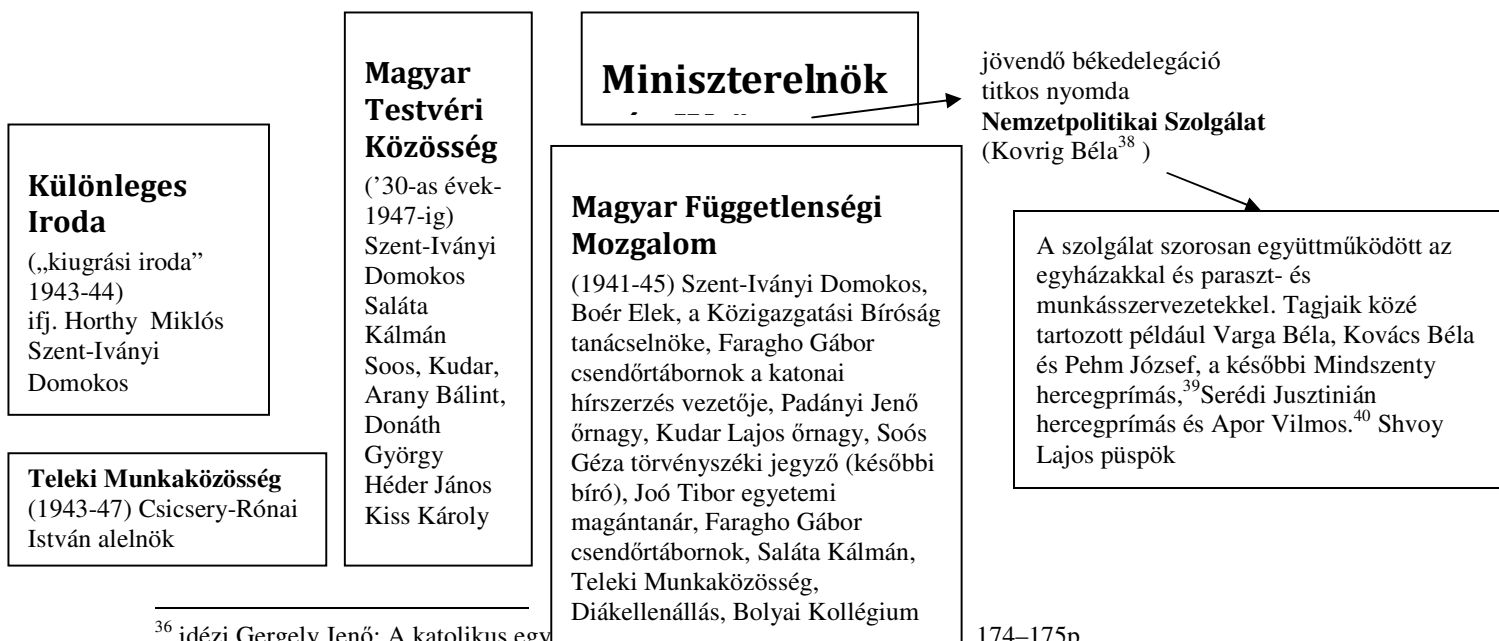 Különleges
Iroda
(„kiugrási iroda”
1943-44)
ifj. Horthy Miklós
Szent-Iványi
Domokos
Teleki Munkaközösség
(1943-47) Csicsery-Rónai
István alelnök
Magyar
Testvéri
Közösség
(’30-as évek-
1947-ig)
Szent-Iványi
Domokos
Saláta
Kálmán
Soos, Kudar,
Arany Bálint,
Donáth
György
Héder János
Kiss Károly
Miniszterelnök
Magyar Függetlenségi
Mozgalom
(1941-45) Szent-Iványi Domokos,
Boér Elek, a Közigazgatási Bíróság
tanácselnöke, Faragho Gábor
csendőrtábornok a katonai
hírszerzés vezetője, Padányi Jenő
őrnagy, Kudar Lajos őrnagy, Soós
Géza törvényszéki jegyző (későbbi
bíró), Joó Tibor egyetemi
magántanár, Faragho Gábor
csendőrtábornok, Saláta Kálmán,
Teleki Munkaközösség,
Diákellenállás, Bolyai Kollégium
jövendő békedelegáció
titkos nyomda
Nemzetpolitikai Szolgálat
(Kovrig Béla38 )
A szolgálat szorosan együttműködött az
egyházakkal és paraszt- és
munkásszervezetekkel. Tagjaik közé
tartozott például Varga Béla, Kovács Béla
és Pehm József, a későbbi Mindszenty
hercegprímás,39Serédi Jusztinián
hercegprímás és Apor Vilmos.40 Shvoy
Lajos püspök
36 idézi Gergely Jenő: A katolikus egy 174–175p